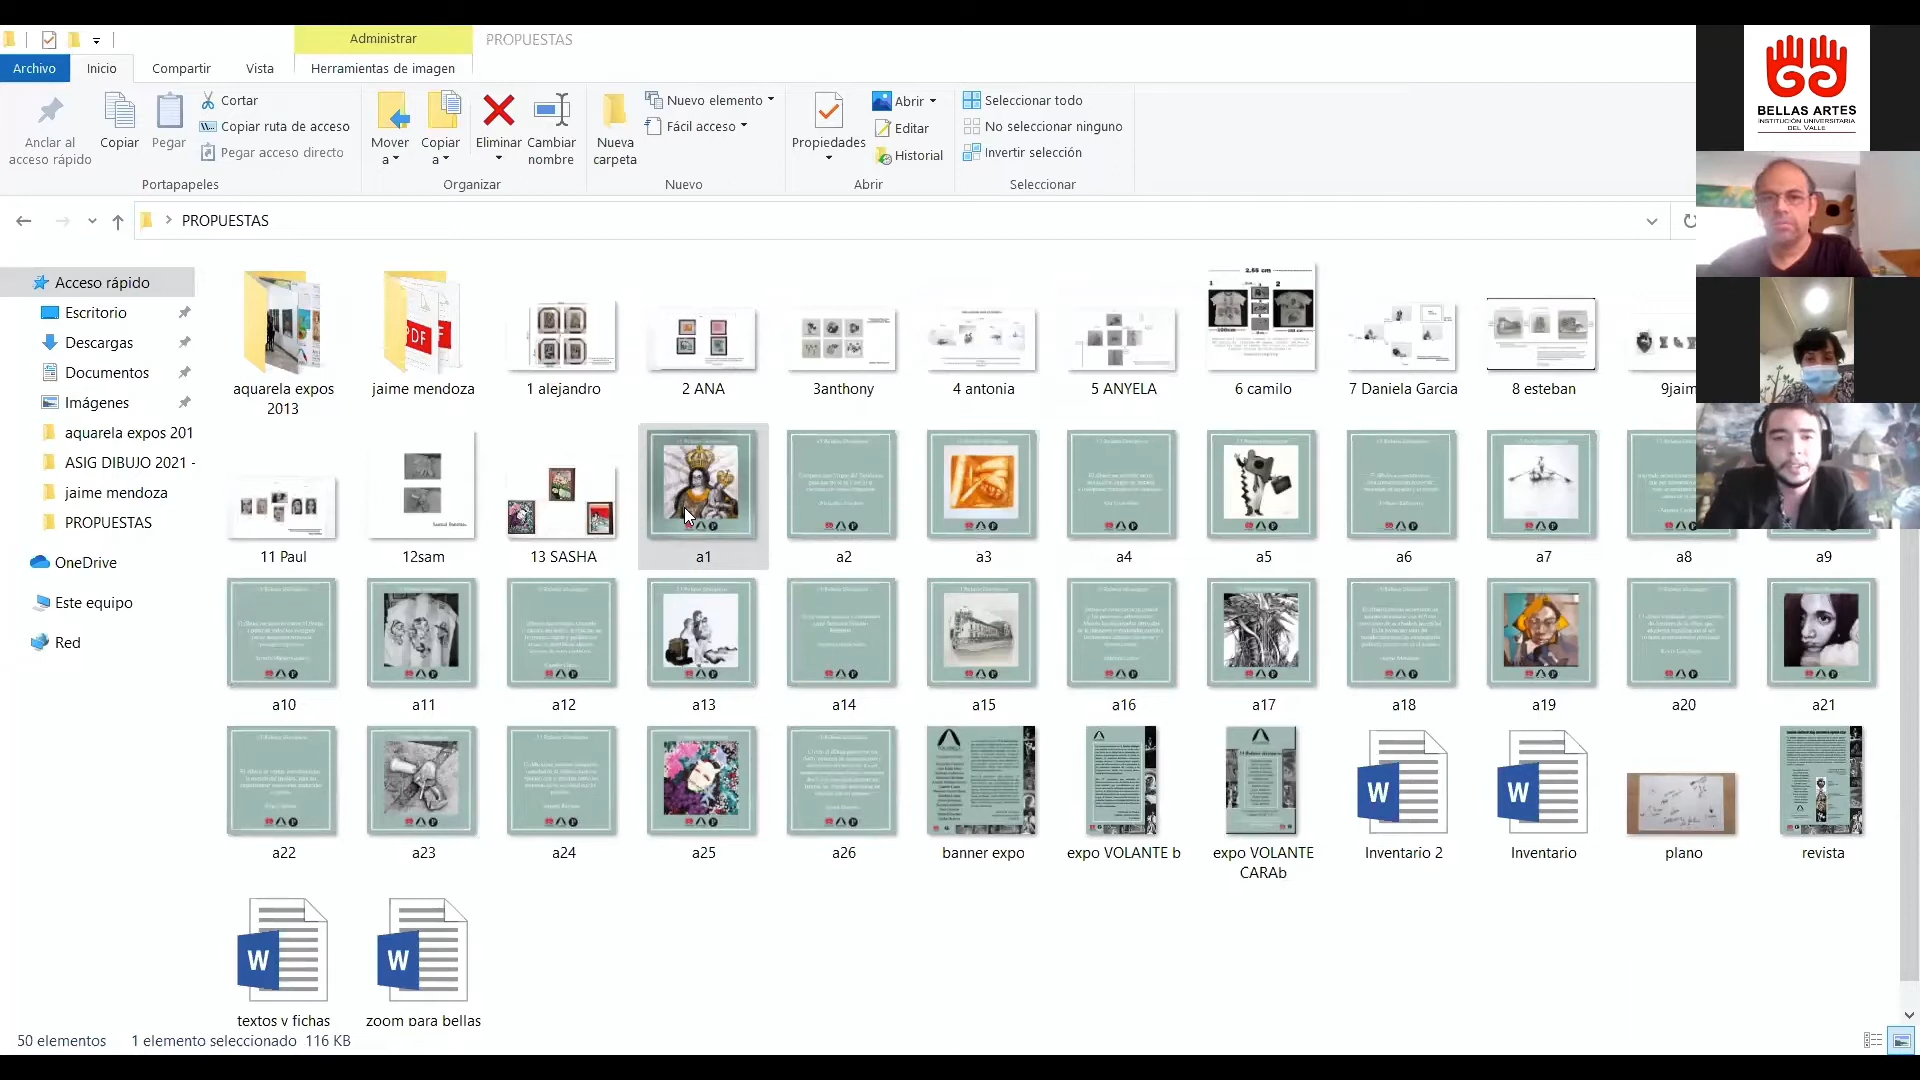 Administrar
PROPUESTAS
Archivo
Inicio
Compartir
Vista
Herramientas de imagen
Anclar al acceso rápido
Copiar
Pegar
Cortar
Copiar ruta de acceso
Pegar acceso directo
Portapapeles
Mover a
Copiar a
Eliminar
Cambiar nombre
Organizar
Nueva carpeta
Nuevo elemento
Fácil acceso
Nuevo
Propiedades
Abrir
Editar
Historial
Abrir
Seleccionar todo
No seleccionar ninguno
Invertir selección
Seleccionar
PROPUESTAS
BELLAS ARTES
INSTITUCIÓN UNIVERSITARIA
DEL VALLE
Acceso rápido
Escritorio
Descargas
Documentos
Imágenes
aquarela expos 201
ASIG DIBUJO 2021 -
jaime mendoza
PROPUESTAS
OneDrive
Este equipo
Red
aquarela expos 2013
jaime mendoza
1 alejandro
2 ANA
3anthony
4 antonia
5 ANYELA
6 camilo
7 Daniela Garcia
8 esteban
9jaim
11 Paul
12sam
13 SASHA
a1
a2
a3
a4
a5
a6
a7
a8
a9
a10
a11
a12
a13
a14
a15
a16
a17
a18
a19
a20
a21
a22
a23
a24
a25
a26
banner expo
expo VOLANTE b
expo VOLANTE CARAb
Inventario 2
Inventario
plano
revista
textos y fichas
zoom para bellas
50 elementos
1 elemento seleccionado 116 KB